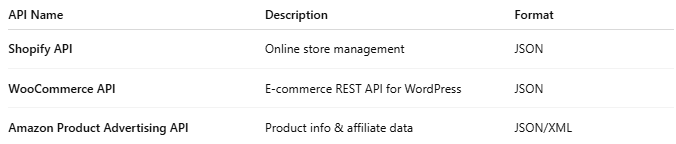 API Name Description Format
Shopify API Online store management JSON
WooCommerce API E-commerce REST API for WordPress JSON
Amazon Product Advertising API Product info & affiliate data JSON/XML